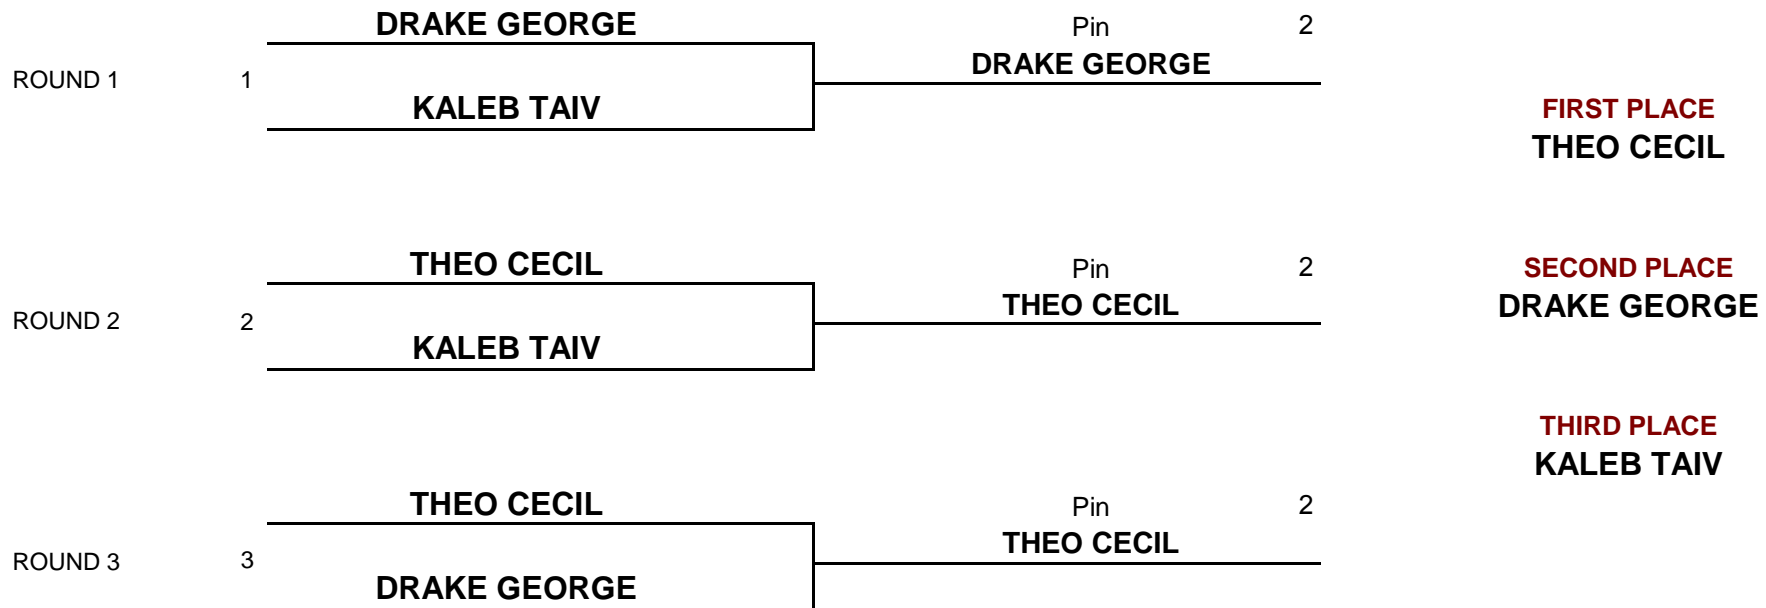 DRAKE GEORGE
Pin 2
DRAKE GEORGE
ROUND 1 1
KALEB TAIV
FIRST PLACE
THEO CECIL
THEO CECIL
Pin 2
THEO CECIL
ROUND 2 2
KALEB TAIV
SECOND PLACE
DRAKE GEORGE
THIRD PLACE
KALEB TAIV
THEO CECIL
Pin 2
THEO CECIL
ROUND 3 3
DRAKE GEORGE